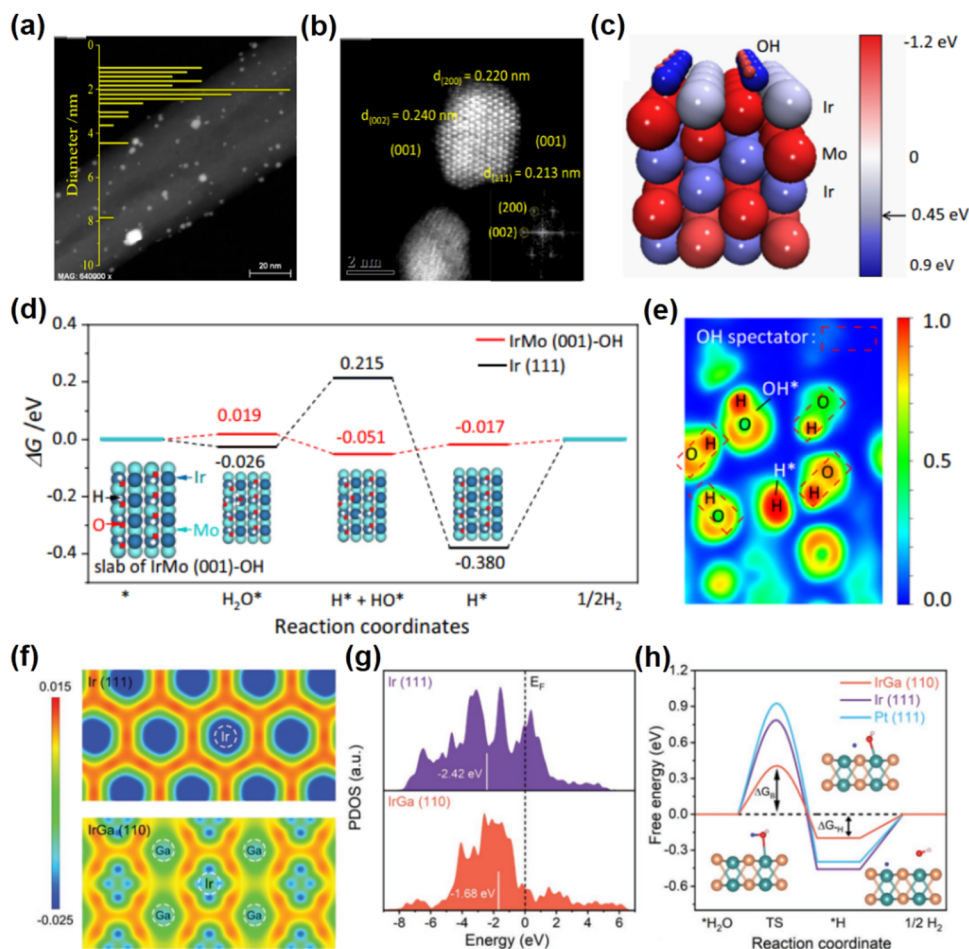 (a)
0
2
4
6
8
10
Diameter /nm
MAG: 640000 x
20 nm
(b)
d(200) = 0.220 nm
d(002) = 0.240 nm
(001)
(001)
d(111) = 0.213 nm
(200)
(002)
2 nm
(c)
OH
Ir
Mo
Ir
-1.2 eV
0
0.45 eV
0.9 eV
(d)
ΔG /eV
0.4
0.2
0.0
-0.2
-0.4
IrMo (001)-OH
Ir (111)
0.215
0.019
-0.026
-0.051
-0.017
-0.380
Ir
H
O
Mo
slab of IrMo (001)-OH
* H₂O* H* + HO* H* 1/2H₂
Reaction coordinates
(e)
OH spectator :
OH*
H
O
O
H
H
O
H*
O
H
O
H
H
1.0
0.5
0.0
(f)
0.015
-0.025
Ir (111)
Ir
IrGa (110)
Ga
Ga
Ir
Ga
Ga
(g)
PDOS (a.u.)
Ir (111)
E_F
-2.42 eV
IrGa (110)
-1.68 eV
-8 -6 -4 -2 0 2 4 6
Energy (eV)
(h)
Free energy (eV)
1.2
0.9
0.6
0.3
0.0
-0.3
-0.6
IrGa (110)
Ir (111)
Pt (111)
ΔG_B
ΔG_*H
*H₂O TS *H 1/2 H₂
Reaction coordinate